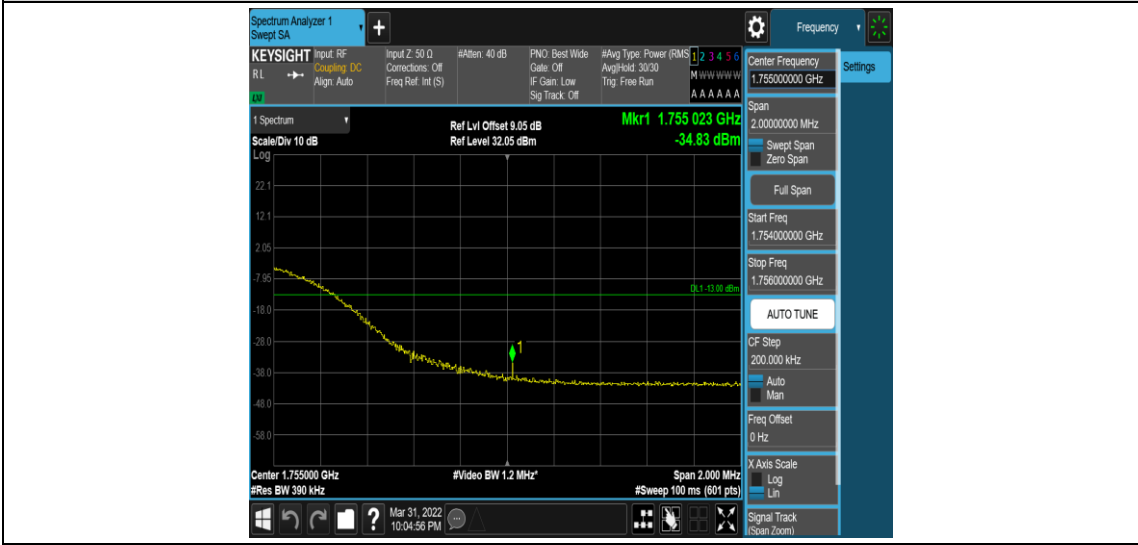 Spectrum Analyzer 1
Swept SA
+
Frequency
KEYSIGHT
RL
LNI
Input: RF
Coupling: DC
Align: Auto
Input Z: 50 Ω
Corrections: Off
Freq Ref: Int (S)
#Atten: 40 dB
PNO: Best Wide
Gate: Off
IF Gain: Low
Sig Track: Off
#Avg Type: Power (RMS
Avg|Hold: 30/30
Trig: Free Run
1 2 3 4 5 6
M W W W W W
A A A A A A
1 Spectrum
Scale/Div 10 dB
Log
Ref Lvl Offset 9.05 dB
Ref Level 32.05 dBm
Mkr1 1.755 023 GHz
-34.83 dBm
22.1
12.1
2.05
-7.95
-18.0
-28.0
-38.0
-48.0
-58.0
DL1 -13.00 dBm
1
Center 1.755000 GHz
#Res BW 390 kHz
#Video BW 1.2 MHz*
Span 2.000 MHz
#Sweep 100 ms (601 pts)
?
Mar 31, 2022
10:04:56 PM
Center Frequency
1.755000000 GHz
Settings
Span
2.00000000 MHz
Swept Span
Zero Span
Full Span
Start Freq
1.754000000 GHz
Stop Freq
1.756000000 GHz
AUTO TUNE
CF Step
200.000 kHz
Auto
Man
Freq Offset
0 Hz
X Axis Scale
Log
Lin
Signal Track
(Span Zoom)